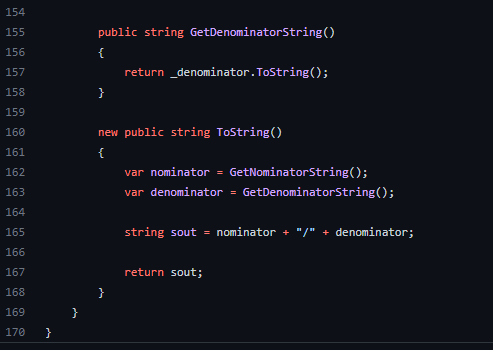 154
155 public string GetDenominatorString()
156 {
157 return _denominator.ToString();
158 }
159
160 new public string ToString()
161 {
162 var nominator = GetNominatorString();
163 var denominator = GetDenominatorString();
164
165 string sout = nominator + "/" + denominator;
166
167 return sout;
168 }
169 }
170 }